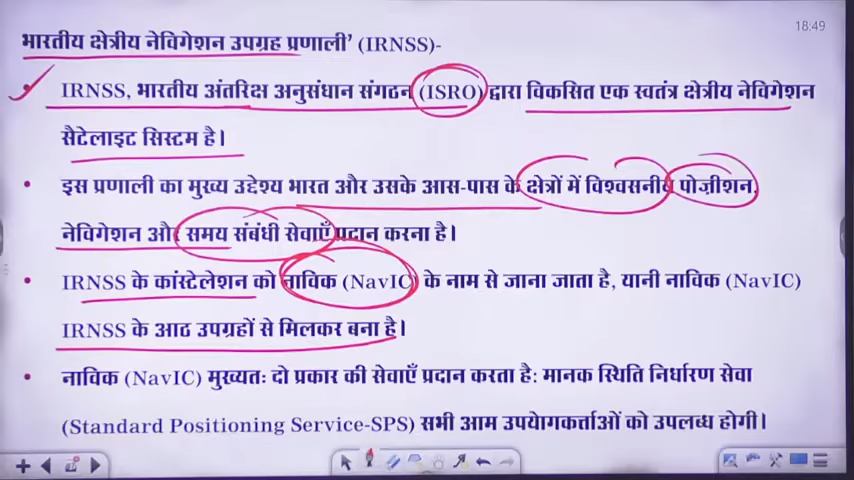 18:49
भारतीय क्षेत्रीय नेविगेशन उपग्रह प्रणाली’ (IRNSS)-
IRNSS, भारतीय अंतरिक्ष अनुसंधान संगठन (ISRO) द्वारा विकसित एक स्वतंत्र क्षेत्रीय नेविगेशन
सैटेलाइट सिस्टम है।
• इस प्रणाली का मुख्य उद्देश्य भारत और उसके आस-पास के क्षेत्रों में विश्वसनीय पोज़ीशन,
नेविगेशन और समय संबंधी सेवाएँ प्रदान करना है।
• IRNSS के कांस्टेलेशन को नाविक (NavIC) के नाम से जाना जाता है, यानी नाविक (NavIC)
IRNSS के आठ उपग्रहों से मिलकर बना है।
• नाविक (NavIC) मुख्यतः दो प्रकार की सेवाएँ प्रदान करता है: मानक स्थिति निर्धारण सेवा
(Standard Positioning Service-SPS) सभी आम उपयोगकर्त्ताओं को उपलब्ध होगी।